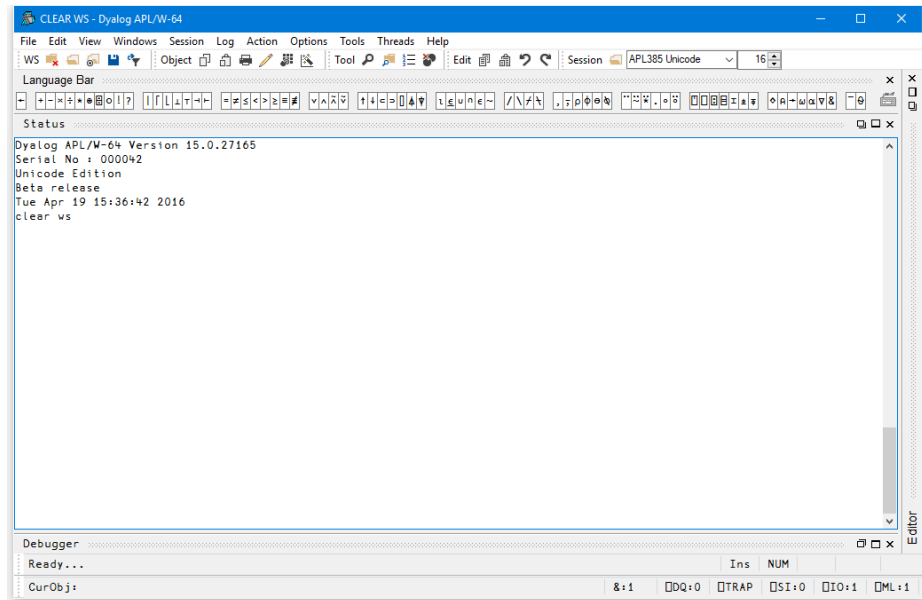 CLEAR WS - Dyalog APL/W-64
File Edit View Windows Session Log Action Options Tools Threads Help
WS Object Tool Edit Session APL385 Unicode 16
Language Bar
← + - × ÷ * ⍟ ⌹ ○ ! ? | ⌈ ⌊ ⊥ ⊤ ⊣ ⊢ = ≠ ≤ < > ≥ ≡ ≢ ∨ ∧ ⍲ ⍱ ↑ ↓ ⊂ ⊃ ⌷ ⍋ ⍒ ⍳ ⍷ ∪ ∩ ∊ ~ / \ ⌿ ⍀ , ⍪ ⍴ ⌽ ⊖ ⍉ ¨ ⍨ ⍣ . ∘ ⍤ ⍞ ⎕ ⍠ ⌸ ⌶ ⍎ ⍕ ⋄ ⍝ → ⍵ ⍺ ∇ & ¯ ⍬
Status
Dyalog APL/W-64 Version 15.0.27165
Serial No : 000042
Unicode Edition
Beta release
Tue Apr 19 15:36:42 2016
clear ws
Editor
Debugger
Ready... Ins NUM
CurObj: &:1 ⎕DQ:0 ⎕TRAP ⎕SI:0 ⎕IO:1 ⎕ML:1